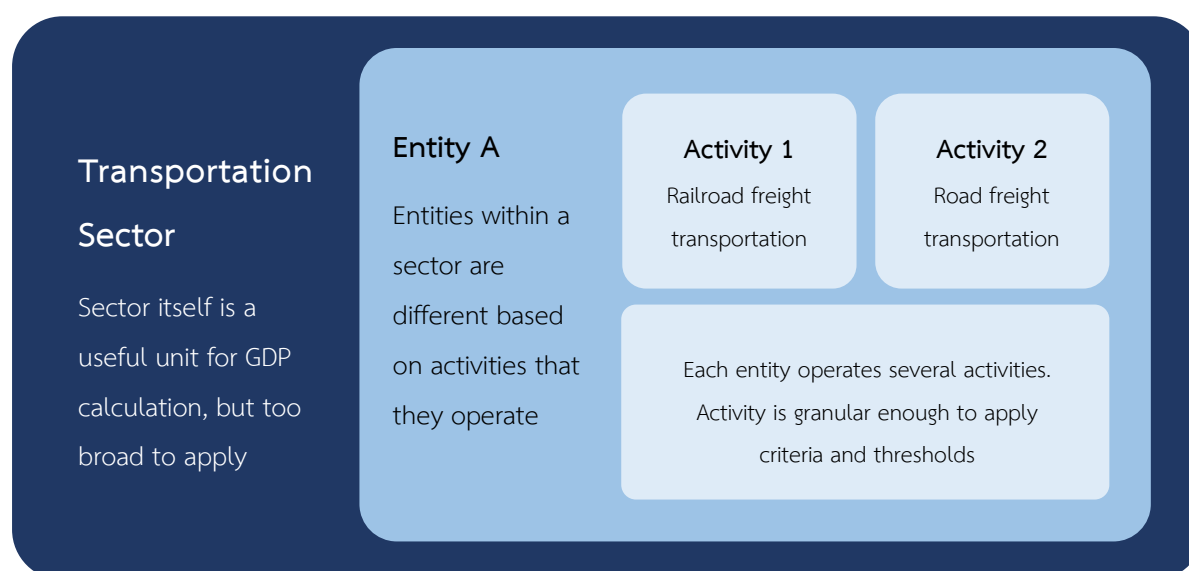 Transportation
Sector
Sector itself is a
useful unit for GDP
calculation, but too
broad to apply
Entity A
Entities within a
sector are
different based
on activities that
they operate
Activity 1
Railroad freight
transportation
Activity 2
Road freight
transportation
Each entity operates several activities.
Activity is granular enough to apply
criteria and thresholds